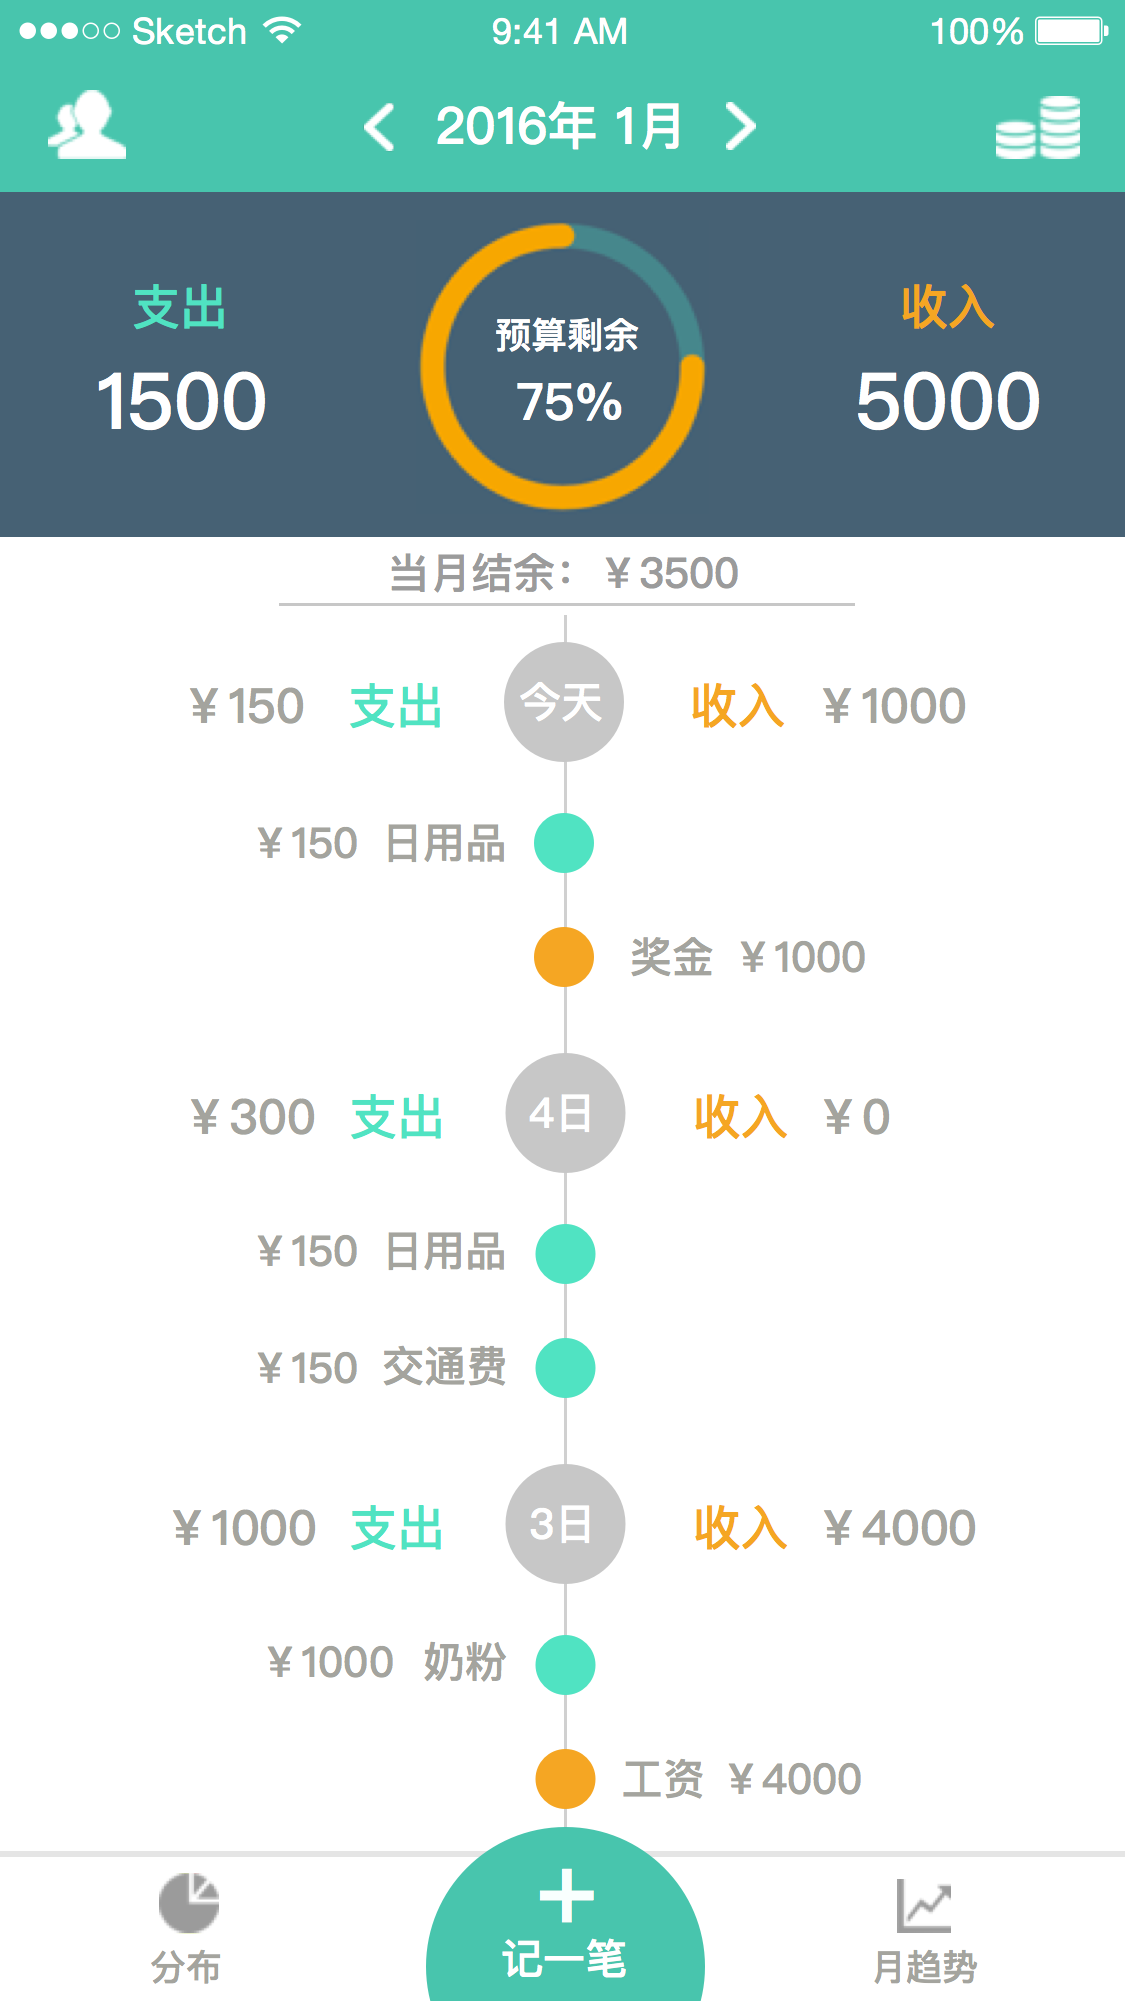 Sketch 9:41 AM 100%
2016年 1月
支出 预算剩余 收入
1500 75% 5000
当月结余：￥3500
￥150 支出 今天 收入 ￥1000
￥150 日用品
奖金 ￥1000
￥300 支出 4日 收入 ￥0
￥150 日用品
￥150 交通费
￥1000 支出 3日 收入 ￥4000
￥1000 奶粉
工资 ￥4000
分布 记一笔 月趋势